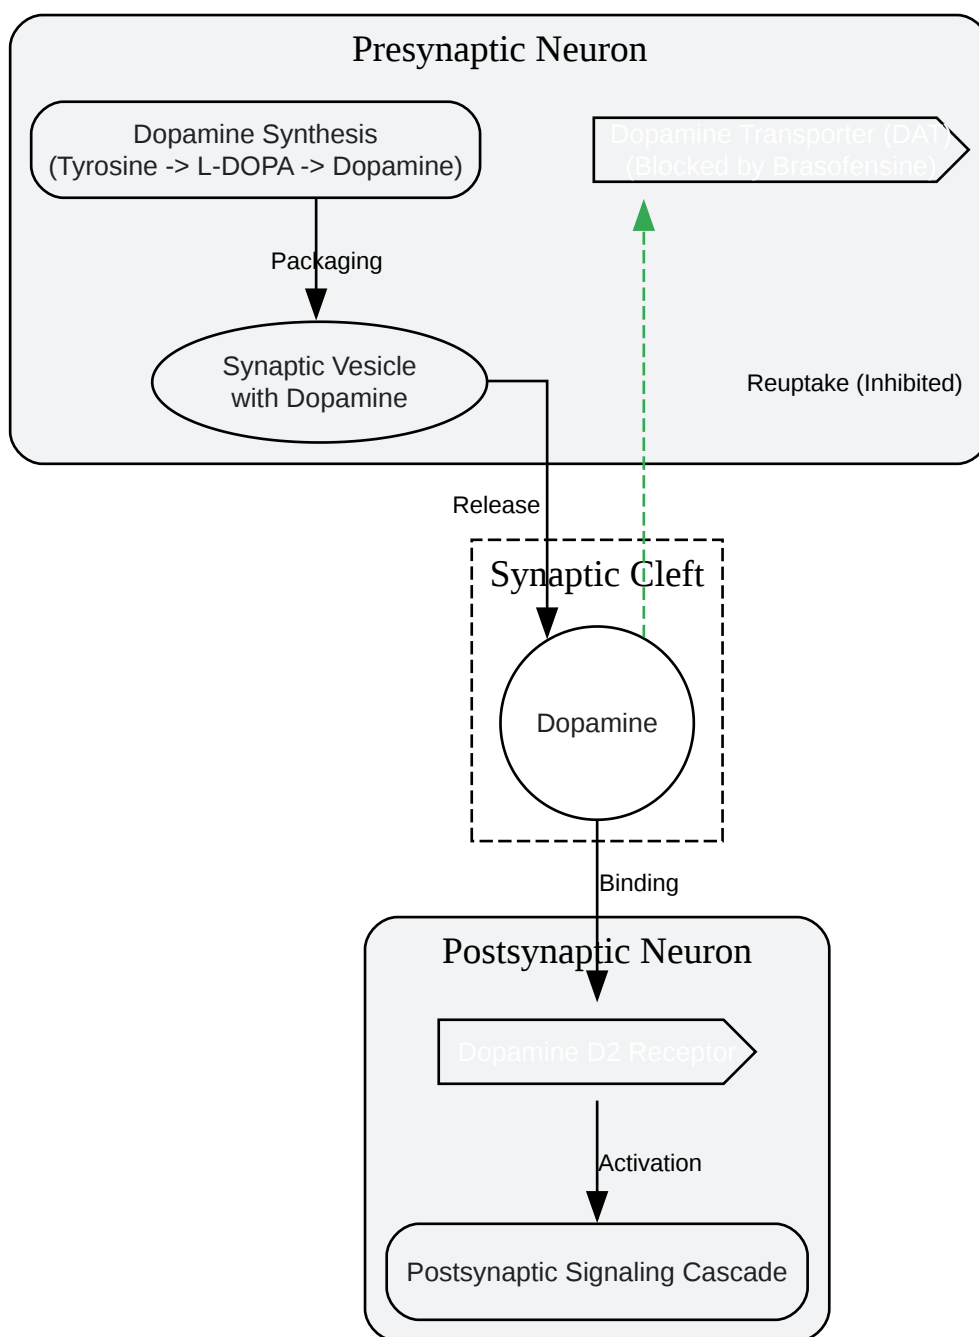 Presynaptic Neuron
Dopamine Synthesis
(Tyrosine -> L-DOPA -> Dopamine)
Dopamine Transporter (DAT)
(Blocked by Brasofensine)
Packaging
Synaptic Vesicle
with Dopamine
Reuptake (Inhibited)
Release
Synaptic Cleft
Dopamine
Binding
Postsynaptic Neuron
Dopamine D2 Receptor
Activation
Postsynaptic Signaling Cascade